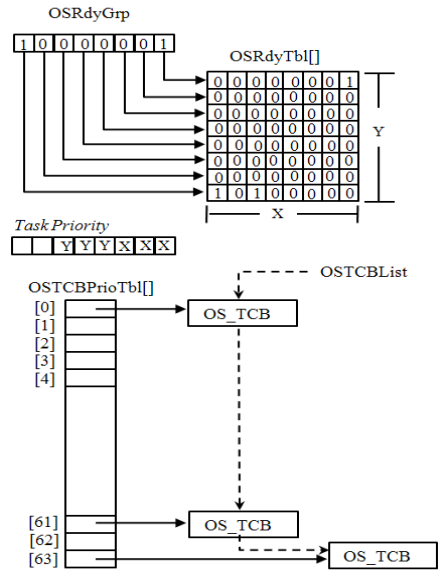 OSRdyGrp
1 0 0 0 0 0 0 1
OSRdyTbl[]
0 0 0 0 0 0 0 1
0 0 0 0 0 0 0 0
0 0 0 0 0 0 0 0
0 0 0 0 0 0 0 0
0 0 0 0 0 0 0 0
0 0 0 0 0 0 0 0
0 0 0 0 0 0 0 0
1 0 1 0 0 0 0 0
Y
X
Task Priority
Y Y Y X X X
OSTCBPrioTbl[]
OSTCBList
[0]
OS_TCB
[1]
[2]
[3]
[4]
[61]
OS_TCB
[62]
[63]
OS_TCB